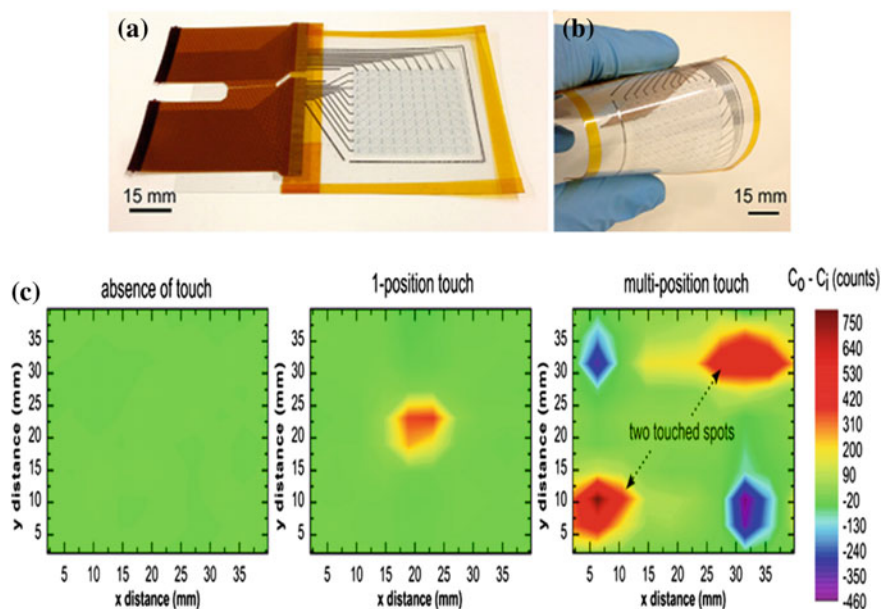 (a)
15 mm
(b)
15 mm
(c)
absence of touch
1-position touch
multi-position touch
C₀ - Cᵢ (counts)
y distance (mm)
35
30
25
20
15
10
5
5 10 15 20 25 30 35
x distance (mm)
y distance (mm)
35
30
25
20
15
10
5
5 10 15 20 25 30 35
x distance (mm)
y distance (mm)
35
30
25
20
15
10
5
two touched spots
5 10 15 20 25 30 35
x distance (mm)
750
640
530
420
310
200
90
-20
-130
-240
-350
-460